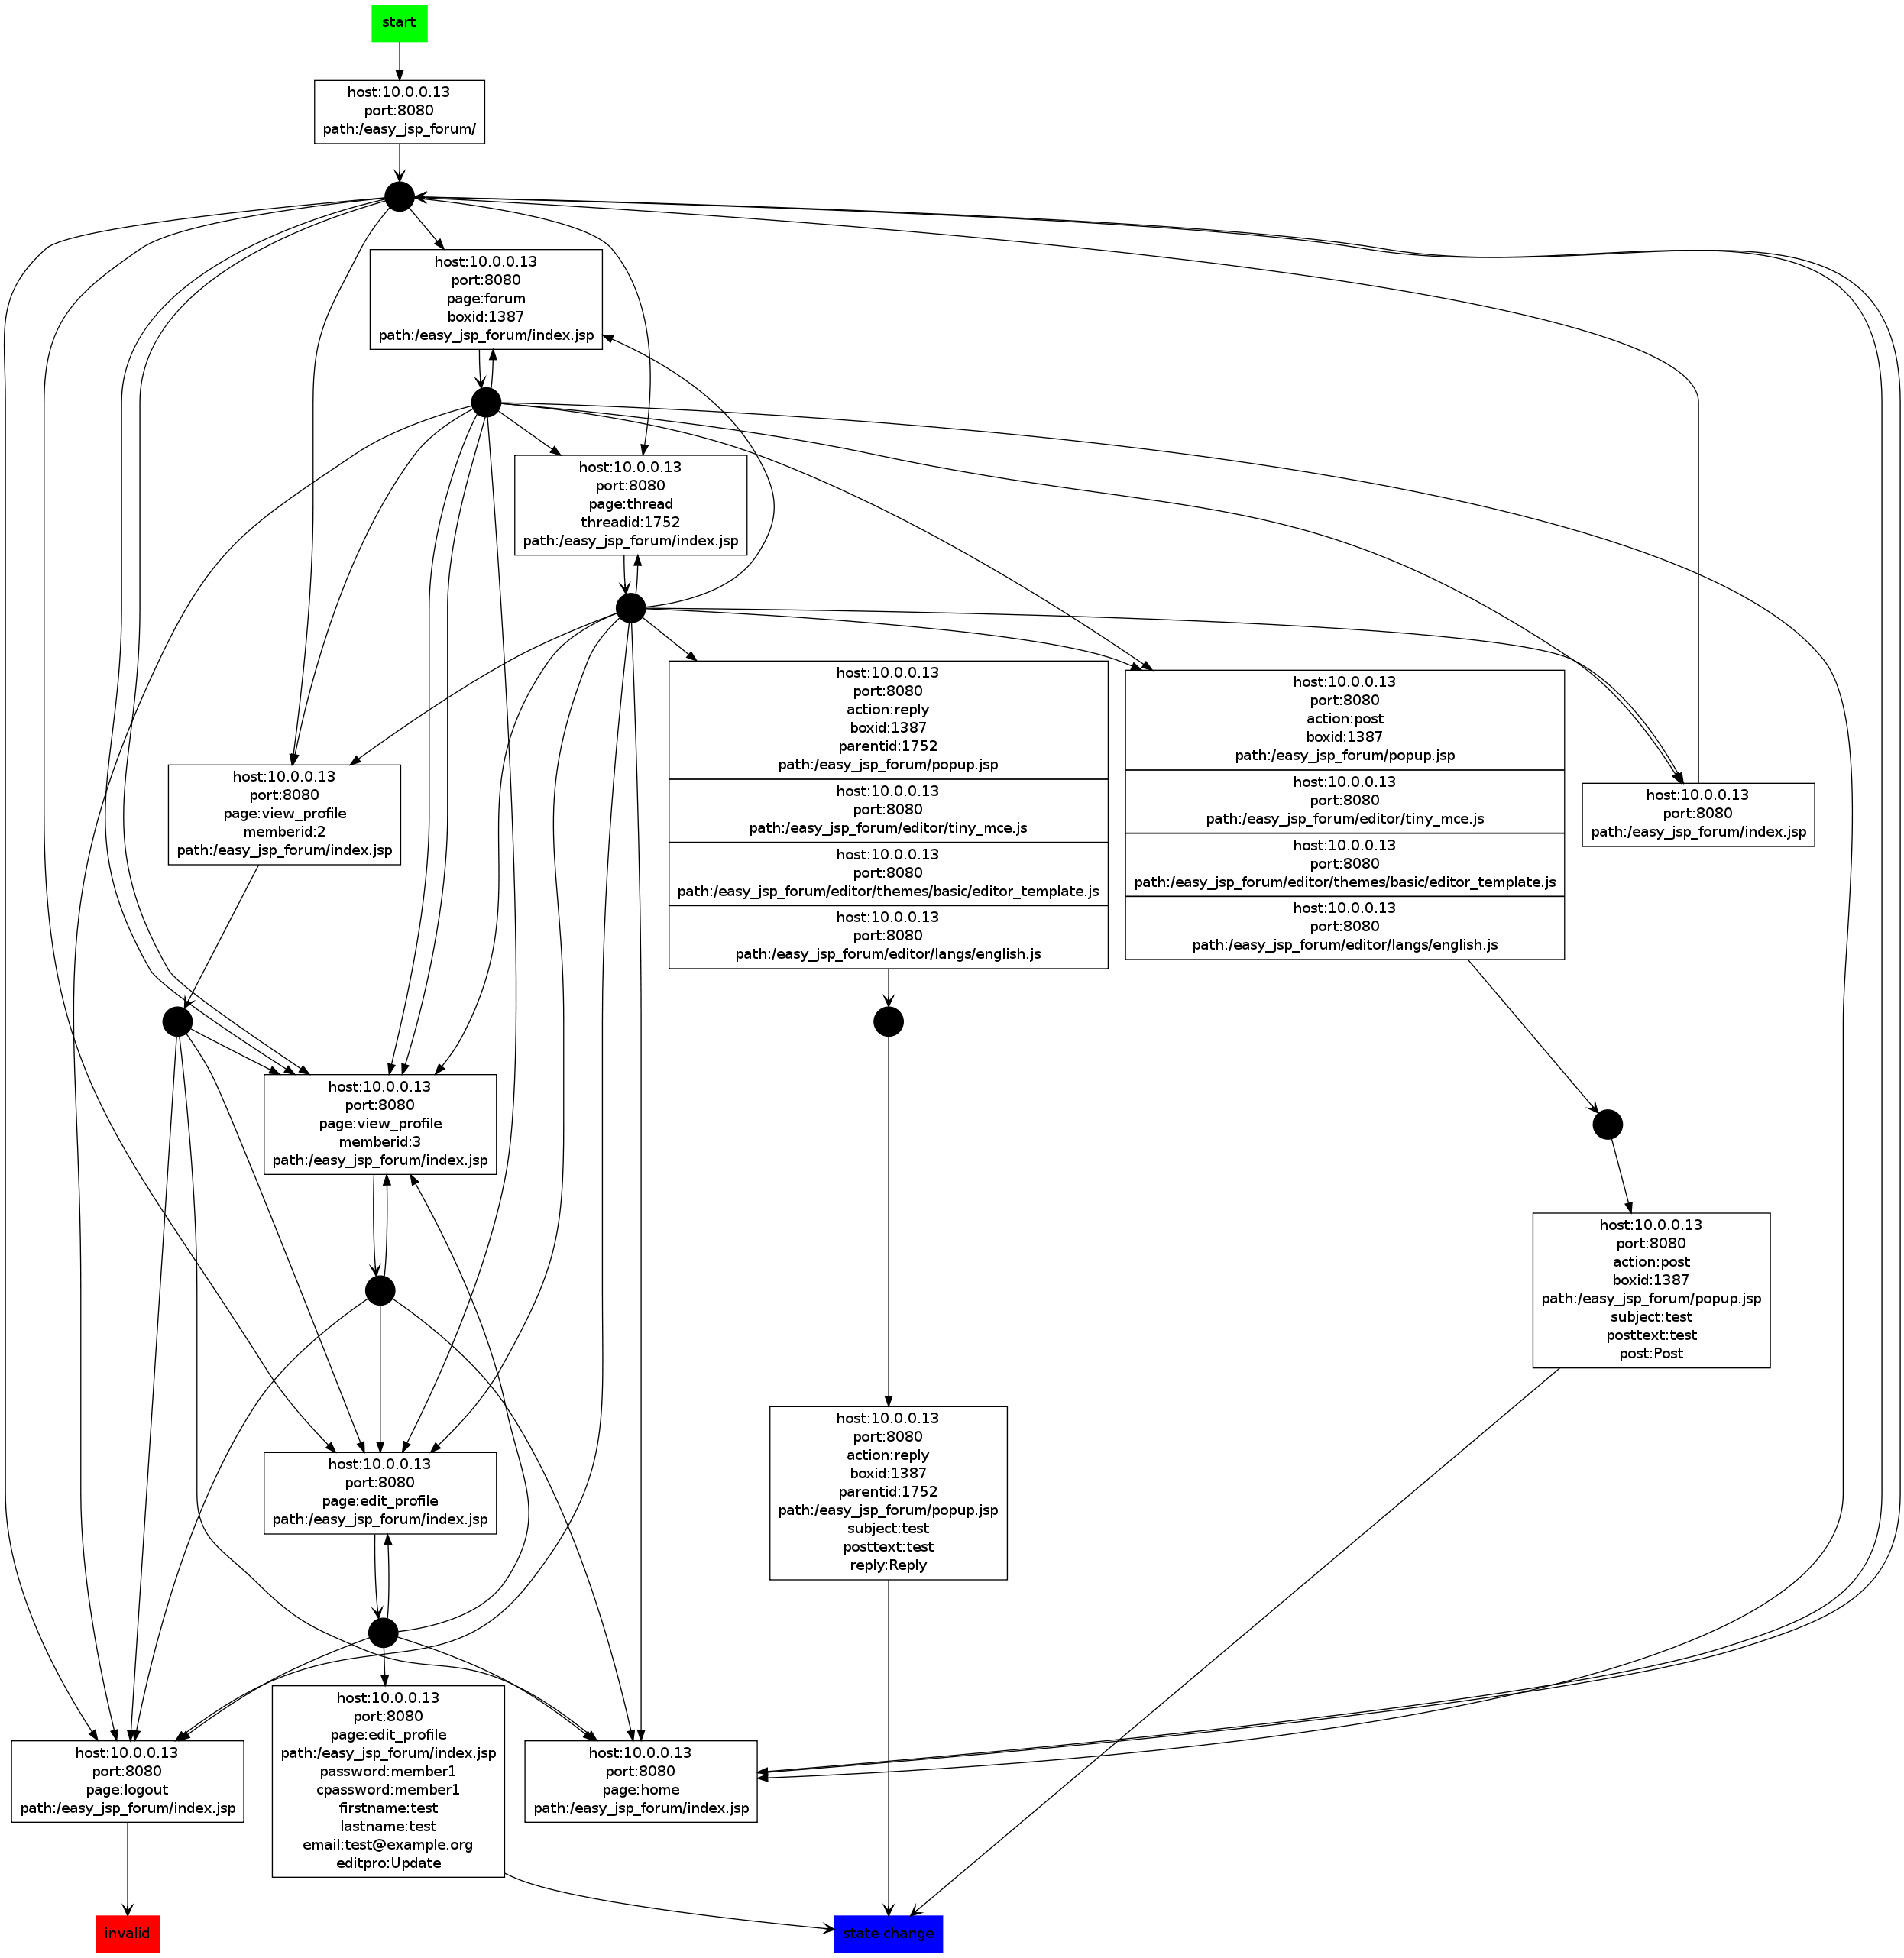 start
host:10.0.0.13
port:8080
path:/easy_jsp_forum/
host:10.0.0.13
port:8080
page:forum
boxid:1387
path:/easy_jsp_forum/index.jsp
host:10.0.0.13
port:8080
page:thread
threadid:1752
path:/easy_jsp_forum/index.jsp
host:10.0.0.13
port:8080
page:view_profile
memberid:2
path:/easy_jsp_forum/index.jsp
host:10.0.0.13
port:8080
action:reply
boxid:1387
parentid:1752
path:/easy_jsp_forum/popup.jsp
host:10.0.0.13
port:8080
path:/easy_jsp_forum/editor/tiny_mce.js
host:10.0.0.13
port:8080
path:/easy_jsp_forum/editor/themes/basic/editor_template.js
host:10.0.0.13
port:8080
path:/easy_jsp_forum/editor/langs/english.js
host:10.0.0.13
port:8080
action:post
boxid:1387
path:/easy_jsp_forum/popup.jsp
host:10.0.0.13
port:8080
path:/easy_jsp_forum/editor/tiny_mce.js
host:10.0.0.13
port:8080
path:/easy_jsp_forum/editor/themes/basic/editor_template.js
host:10.0.0.13
port:8080
path:/easy_jsp_forum/editor/langs/english.js
host:10.0.0.13
port:8080
path:/easy_jsp_forum/index.jsp
host:10.0.0.13
port:8080
page:view_profile
memberid:3
path:/easy_jsp_forum/index.jsp
host:10.0.0.13
port:8080
action:post
boxid:1387
path:/easy_jsp_forum/popup.jsp
subject:test
posttext:test
post:Post
host:10.0.0.13
port:8080
page:edit_profile
path:/easy_jsp_forum/index.jsp
host:10.0.0.13
port:8080
action:reply
boxid:1387
parentid:1752
path:/easy_jsp_forum/popup.jsp
subject:test
posttext:test
reply:Reply
host:10.0.0.13
port:8080
page:logout
path:/easy_jsp_forum/index.jsp
host:10.0.0.13
port:8080
page:edit_profile
path:/easy_jsp_forum/index.jsp
password:member1
cpassword:member1
firstname:test
lastname:test
email:test@example.org
editpro:Update
host:10.0.0.13
port:8080
page:home
path:/easy_jsp_forum/index.jsp
invalid
state change